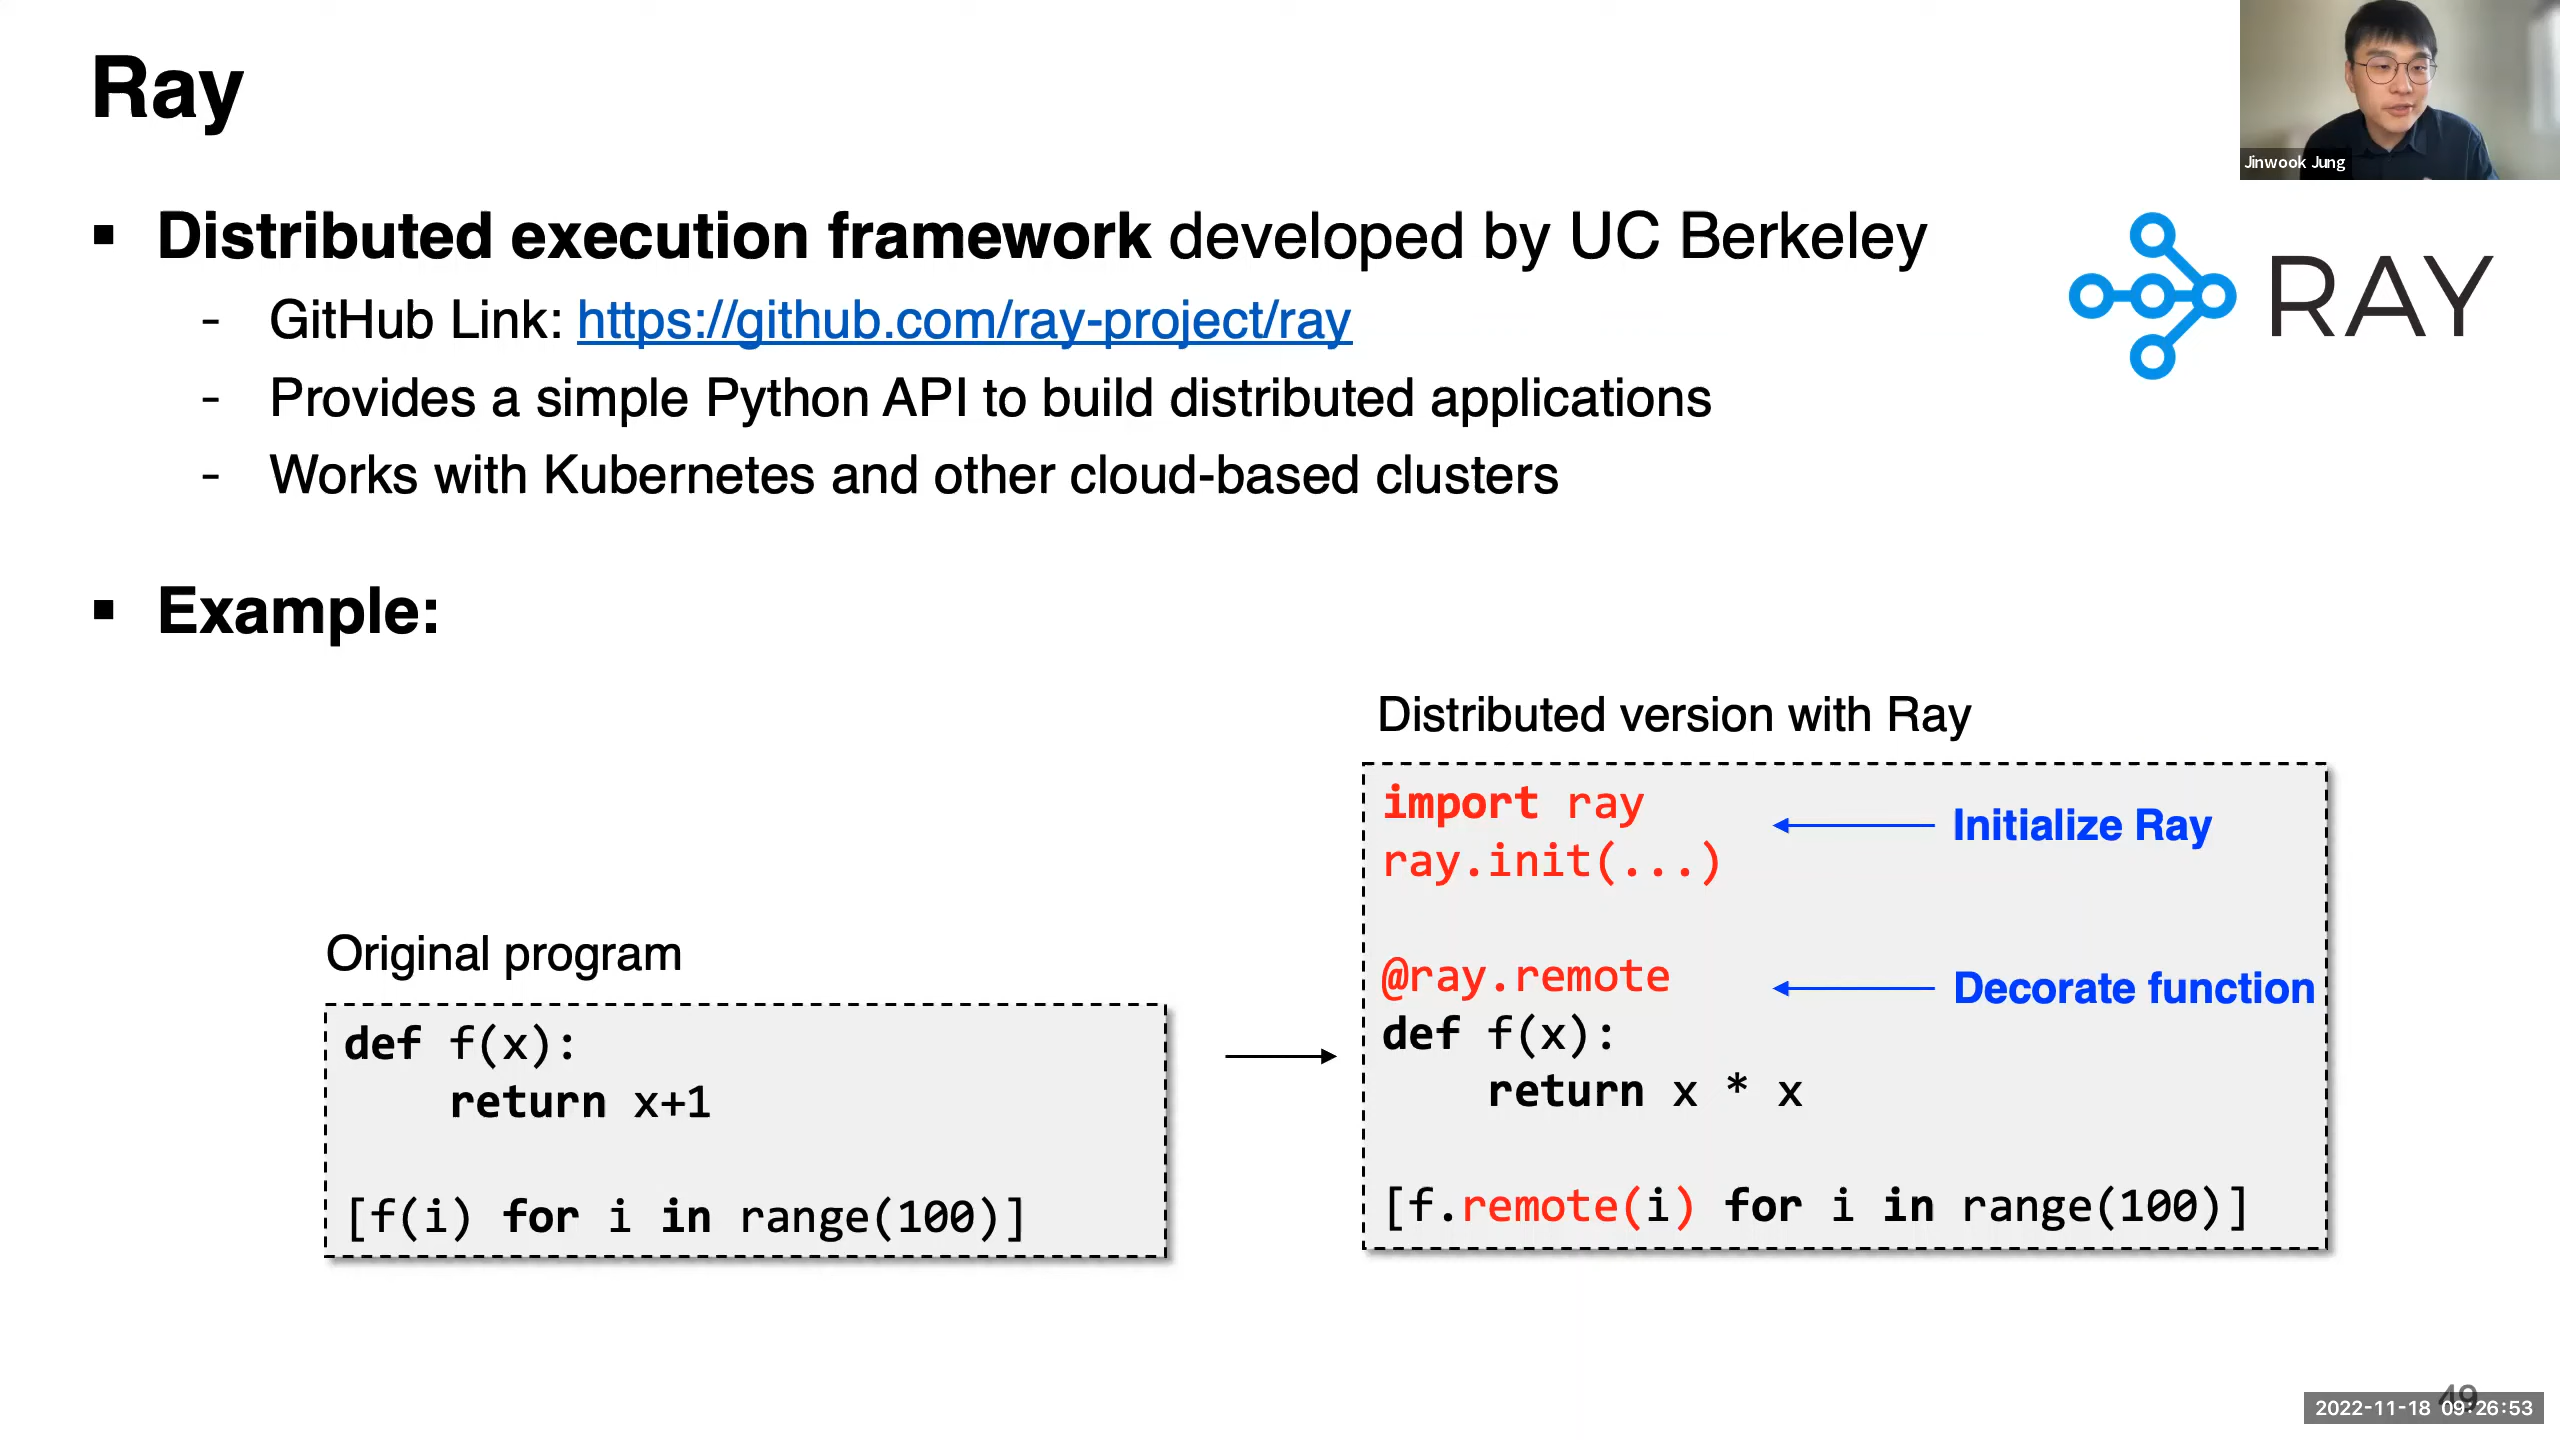 Ray
Jinwook Jung
▪ Distributed execution framework developed by UC Berkeley
- GitHub Link: https://github.com/ray-project/ray
- Provides a simple Python API to build distributed applications
- Works with Kubernetes and other cloud-based clusters
RAY
▪ Example:
Original program
def f(x):
    return x+1
[f(i) for i in range(100)]
Distributed version with Ray
import ray
ray.init(...)
Initialize Ray
@ray.remote
Decorate function
def f(x):
    return x * x
[f.remote(i) for i in range(100)]
49
2022-11-18 09:26:53